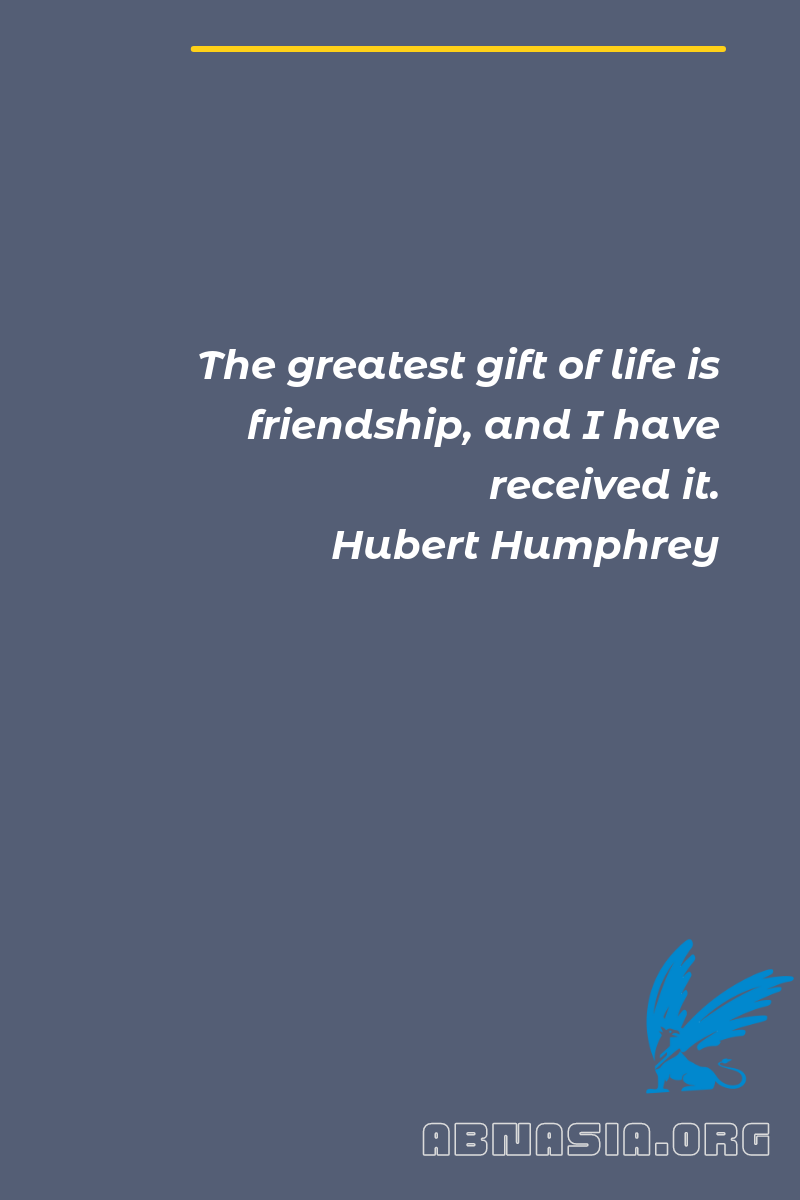 The greatest gift of life is
friendship, and I have
received it.
Hubert Humphrey
ABNASIA.ORG